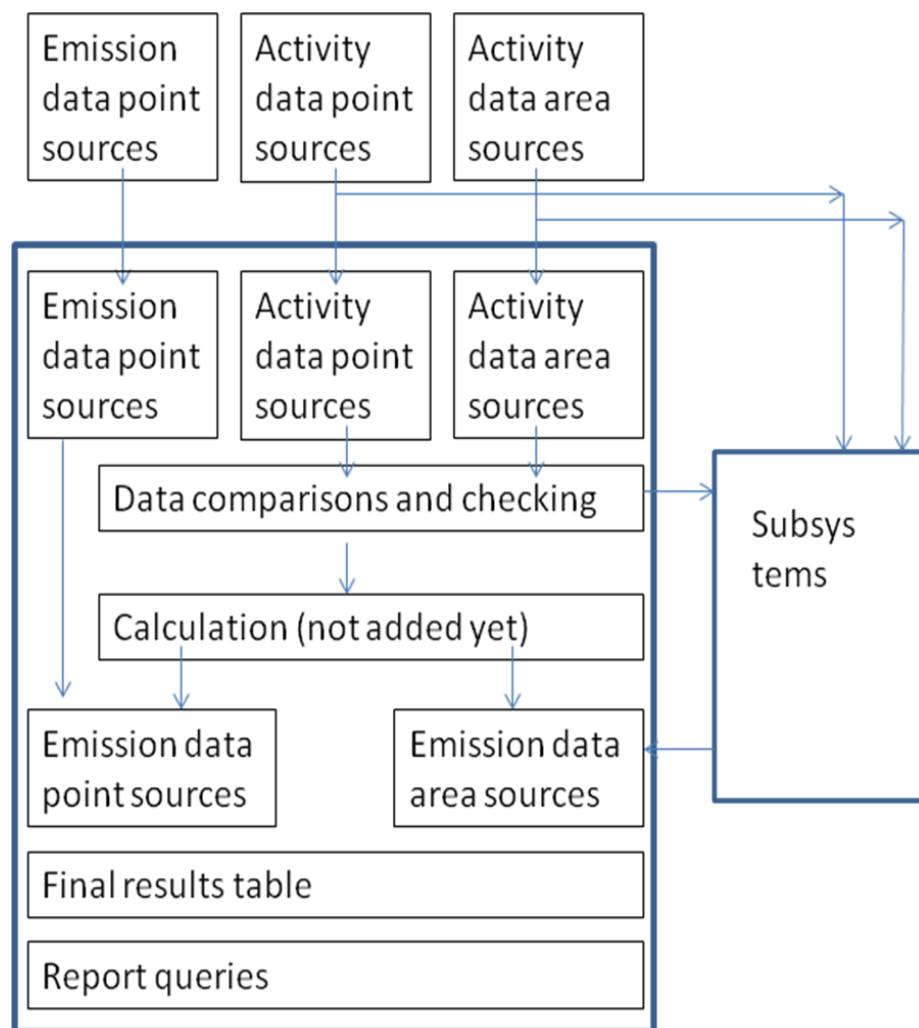 Emission
data point
sources
Activity
data point
sources
Activity
data area
sources
Emission
data point
sources
Activity
data point
sources
Activity
data area
sources
Data comparisons and checking
Subsys
tems
Calculation (not added yet)
Emission data
point sources
Emission data
area sources
Final results table
Report queries